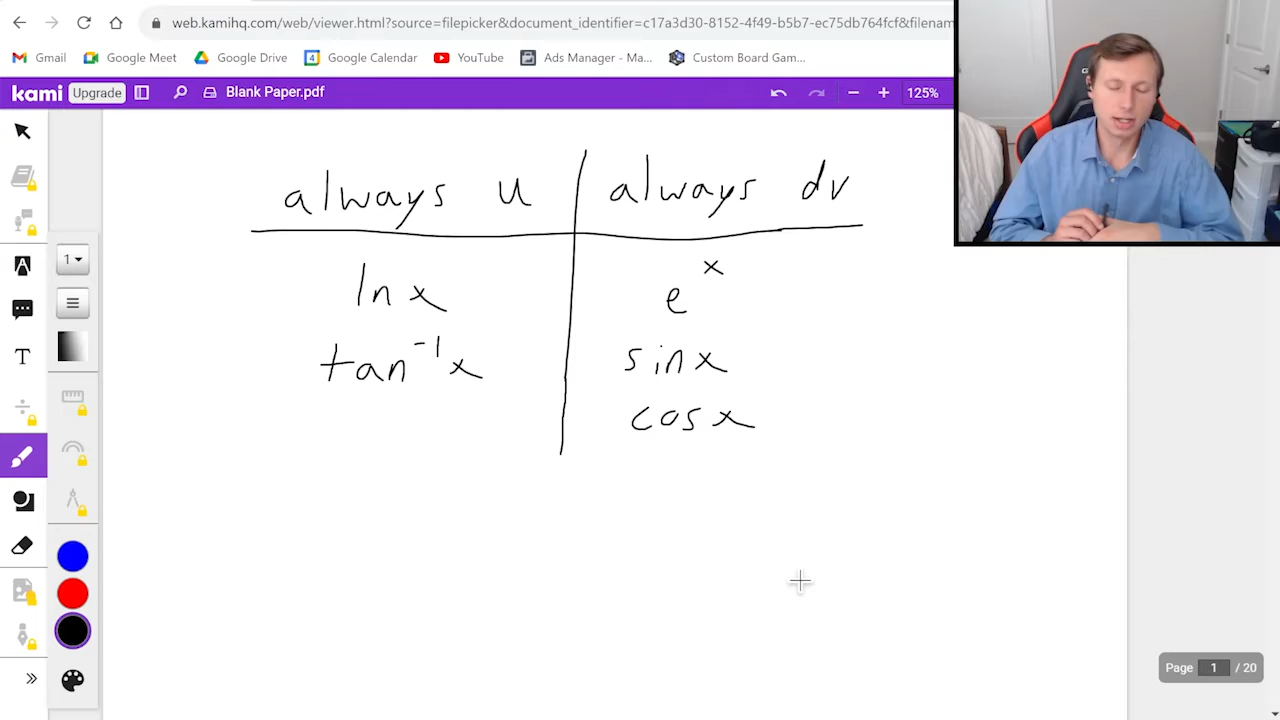 web.kamihq.com/web/viewer.html?source=filepicker&document_identifier=c17a3d30-8152-4f49-b5b7-ec75db764fcf&filenam
Gmail Google Meet Google Drive 4 Google Calendar YouTube Ads Manager - Ma... Custom Board Gam...
kami Upgrade Blank Paper.pdf 125%
always u always dv
ln x e^x
tan^-1 x sin x
cos x
1
T
Page 1 / 20